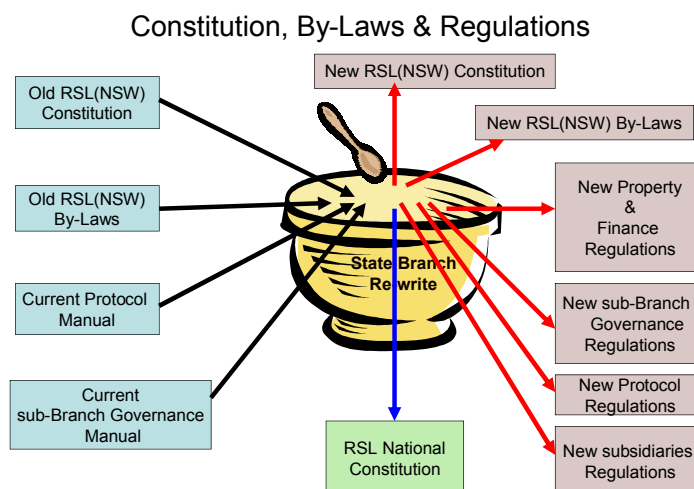 Constitution, By-Laws & Regulations
Old RSL(NSW)
Constitution
Old RSL(NSW)
By-Laws
Current Protocol
Manual
Current
sub-Branch Governance
Manual
State Branch
Re-write
RSL National
Constitution
New RSL(NSW) Constitution
New RSL(NSW) By-Laws
New Property
&
Finance
Regulations
New sub-Branch
Governance
Regulations
New Protocol
Regulations
New subsidiaries
Regulations